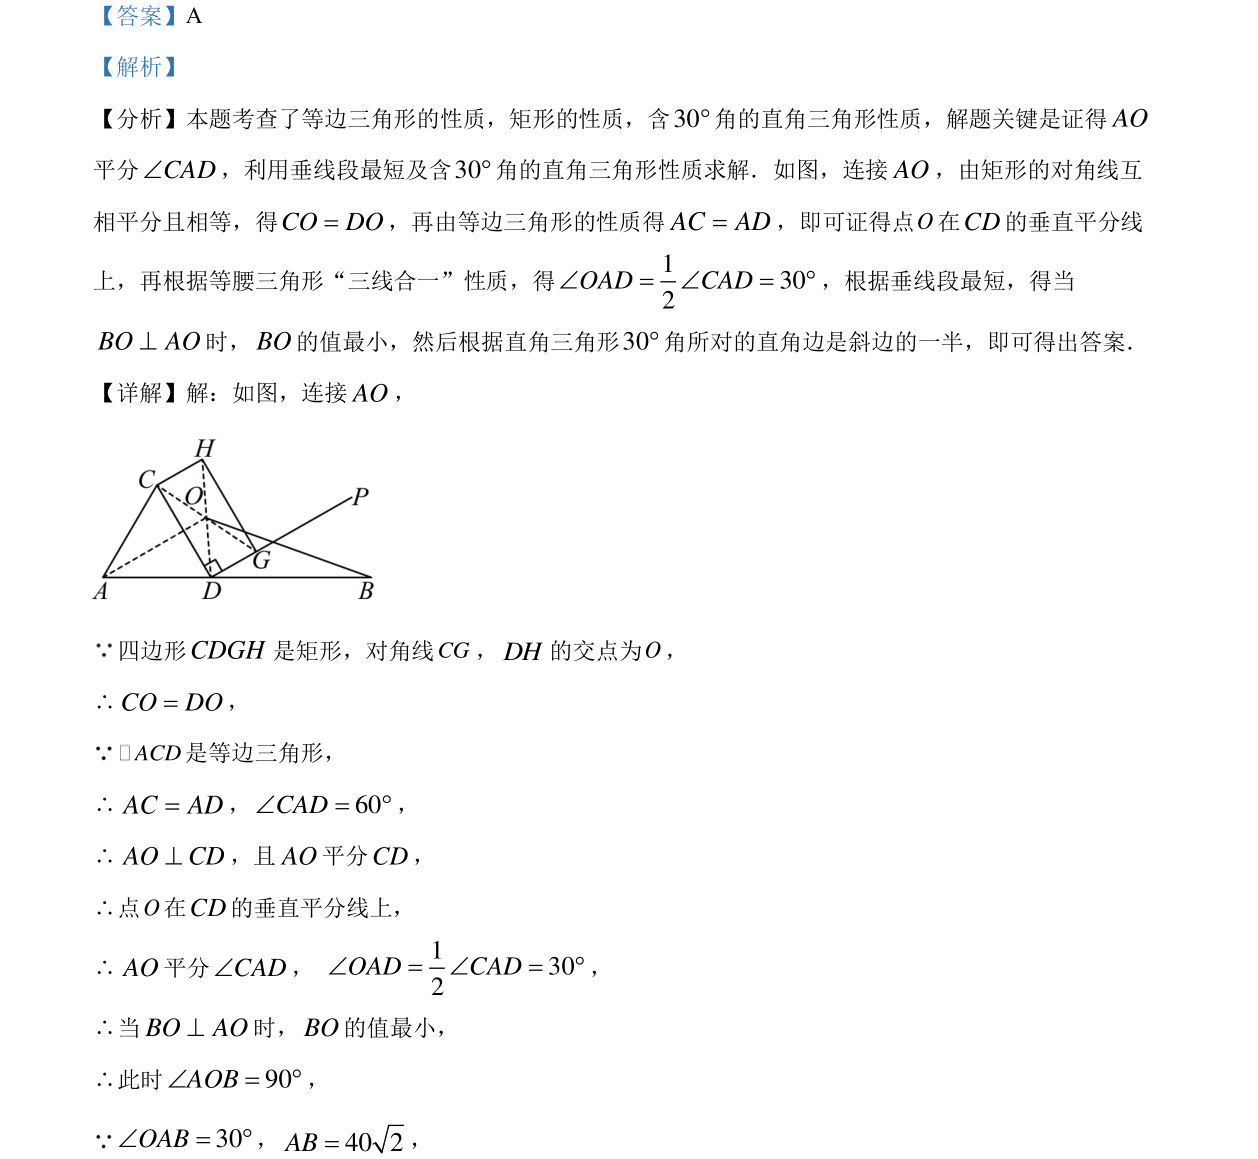 【答案】A
【解析】
【分析】本题考查了等边三角形的性质，矩形的性质，含30°角的直角三角形性质，解题关键是证得AO
平分∠CAD，利用垂线段最短及含30°角的直角三角形性质求解．如图，连接AO，由矩形的对角线互
相平分且相等，得CO = DO，再由等边三角形的性质得AC = AD，即可证得点O在CD的垂直平分线
上，再根据等腰三角形“三线合一”性质，得∠OAD = 1/2 ∠CAD = 30°，根据垂线段最短，得当
BO ⊥ AO时，BO的值最小，然后根据直角三角形30°角所对的直角边是斜边的一半，即可得出答案．
【详解】解：如图，连接AO，
H
C
O
P
G
A
D
B
∵四边形CDGH是矩形，对角线CG，DH的交点为O，
∴CO = DO，
∵□ACD是等边三角形，
∴AC = AD，∠CAD = 60°，
∴AO ⊥ CD，且AO平分CD，
∴点O在CD的垂直平分线上，
∴AO平分∠CAD，∠OAD = 1/2 ∠CAD = 30°，
∴当BO ⊥ AO时，BO的值最小，
∴此时∠AOB = 90°，
∵∠OAB = 30°，AB = 40√2，